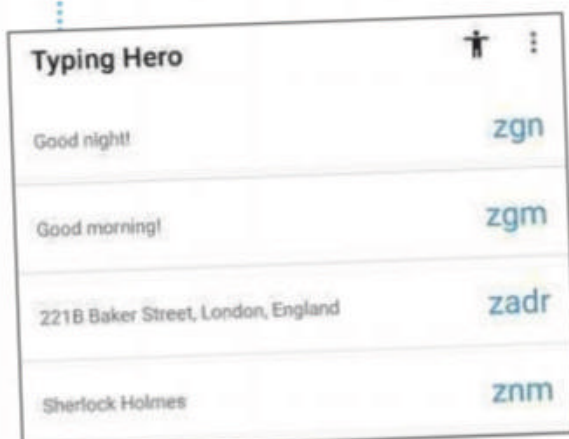 Typing Hero
Good night! zgn
Good morning! zgm
221B Baker Street, London, England zadr
Sherlock Holmes znm